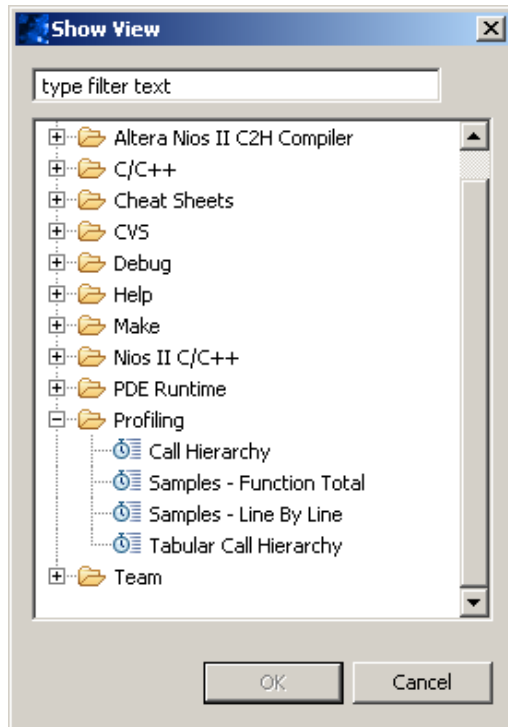 Show View
type filter text
Altera Nios II C2H Compiler
C/C++
Cheat Sheets
CVS
Debug
Help
Make
Nios II C/C++
PDE Runtime
Profiling
Call Hierarchy
Samples - Function Total
Samples - Line By Line
Tabular Call Hierarchy
Team
OK Cancel